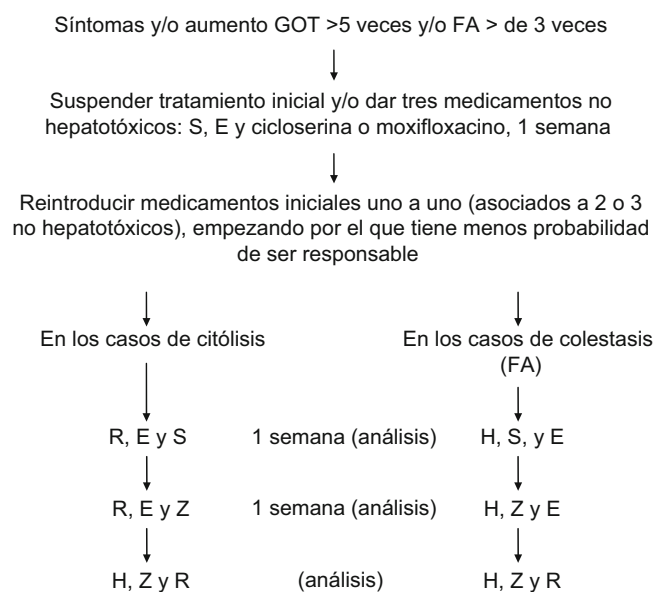 Síntomas y/o aumento GOT >5 veces y/o FA > de 3 veces
Suspender tratamiento inicial y/o dar tres medicamentos no
hepatotóxicos: S, E y cicloserina o moxifloxacino, 1 semana
Reintroducir medicamentos iniciales uno a uno (asociados a 2 o 3
no hepatotóxicos), empezando por el que tiene menos probabilidad
de ser responsable
En los casos de citólisis
En los casos de colestasis
(FA)
R, E y S 1 semana (análisis) H, S, y E
R, E y Z 1 semana (análisis) H, Z y E
H, Z y R (análisis) H, Z y R